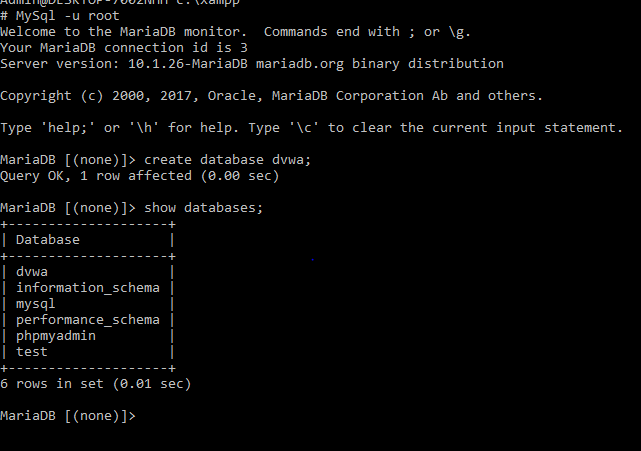 Admin@DESKTOP-7002NHH c:\xampp
# MySql -u root
Welcome to the MariaDB monitor.  Commands end with ; or \g.
Your MariaDB connection id is 3
Server version: 10.1.26-MariaDB mariadb.org binary distribution

Copyright (c) 2000, 2017, Oracle, MariaDB Corporation Ab and others.

Type 'help;' or '\h' for help. Type '\c' to clear the current input statement.

MariaDB [(none)]> create database dvwa;
Query OK, 1 row affected (0.00 sec)

MariaDB [(none)]> show databases;
+--------------------+
| Database           |
+--------------------+
| dvwa               |
| information_schema |
| mysql              |
| performance_schema |
| phpmyadmin         |
| test               |
+--------------------+
6 rows in set (0.01 sec)

MariaDB [(none)]>